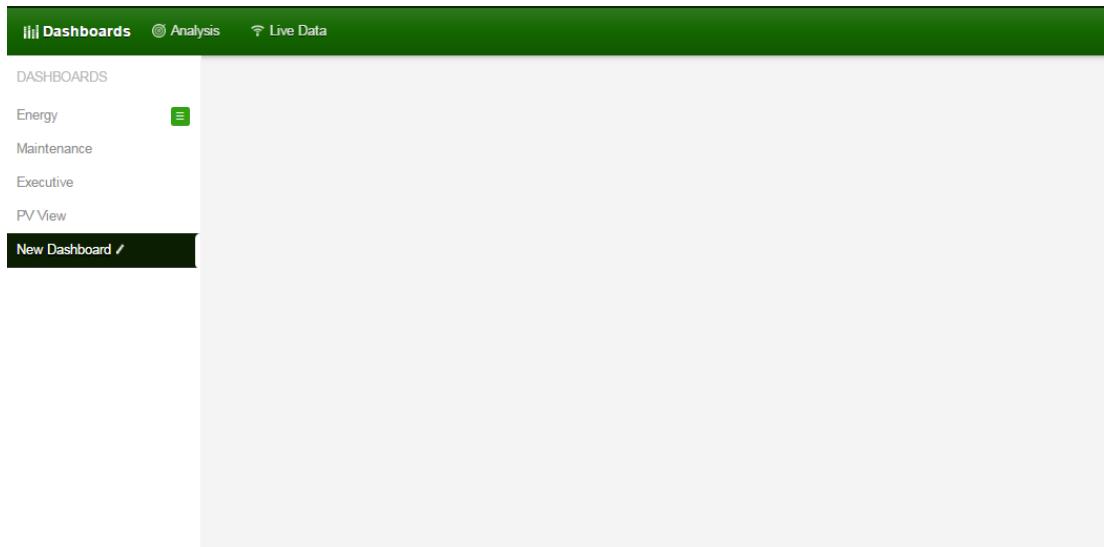 Dashboards Analysis Live Data
DASHBOARDS
Energy
Maintenance
Executive
PV View
New Dashboard